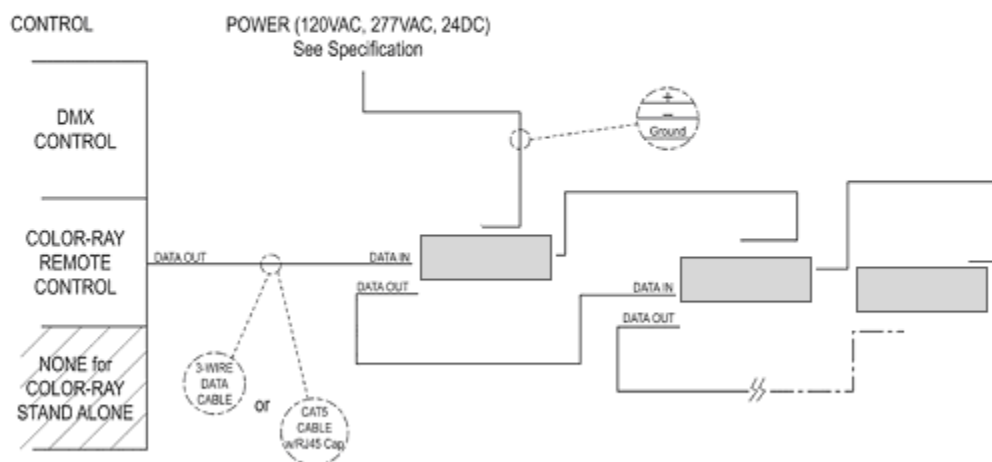 CONTROL
POWER (120VAC, 277VAC, 24DC)
See Specification
DMX
CONTROL
+
−
Ground
COLOR-RAY
REMOTE
CONTROL
DATA OUT
DATA IN
DATA OUT
DATA IN
DATA OUT
NONE for
COLOR-RAY
STAND ALONE
3-WIRE
DATA
CABLE
or
CAT5
CABLE
w/RJ45 Cap